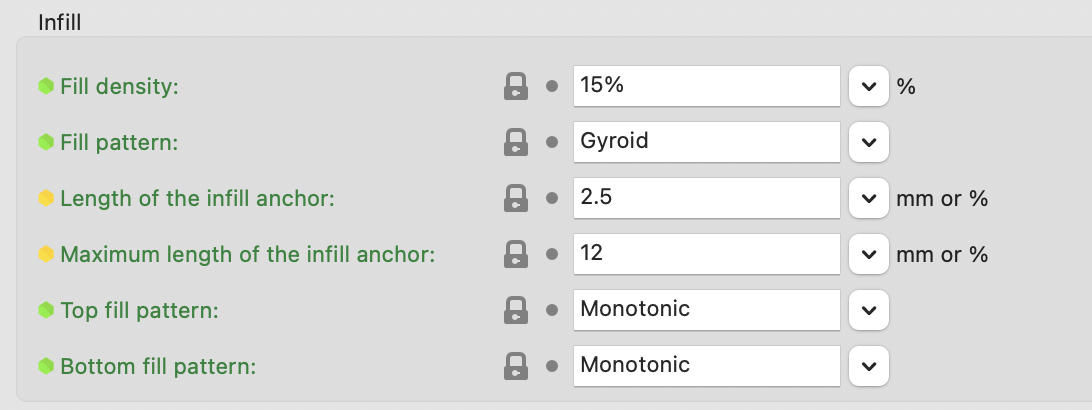 Infill
Fill density: 15% %
Fill pattern: Gyroid
Length of the infill anchor: 2.5 mm or %
Maximum length of the infill anchor: 12 mm or %
Top fill pattern: Monotonic
Bottom fill pattern: Monotonic